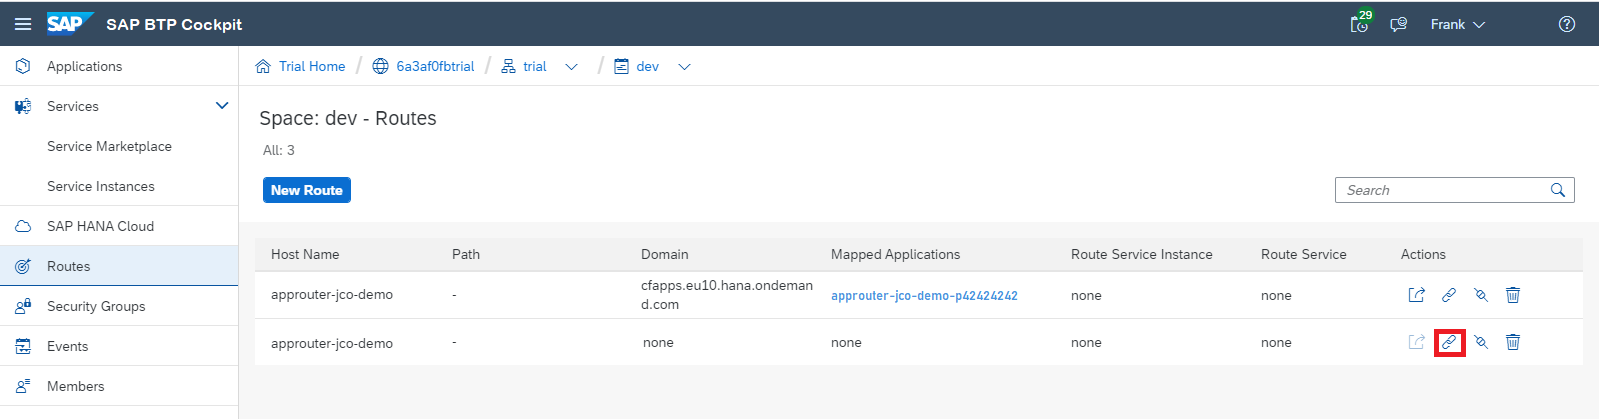 SAP SAP BTP Cockpit 29 Frank
Applications
Services
Service Marketplace
Service Instances
SAP HANA Cloud
Routes
Security Groups
Events
Members
Trial Home / 6a3af0fbtrial / trial / dev
Space: dev - Routes
All: 3
New Route
Search
Host Name Path Domain Mapped Applications Route Service Instance Route Service Actions
approuter-jco-demo - cfapps.eu10.hana.ondeman
d.com approuter-jco-demo-p42424242 none none
approuter-jco-demo - none none none none